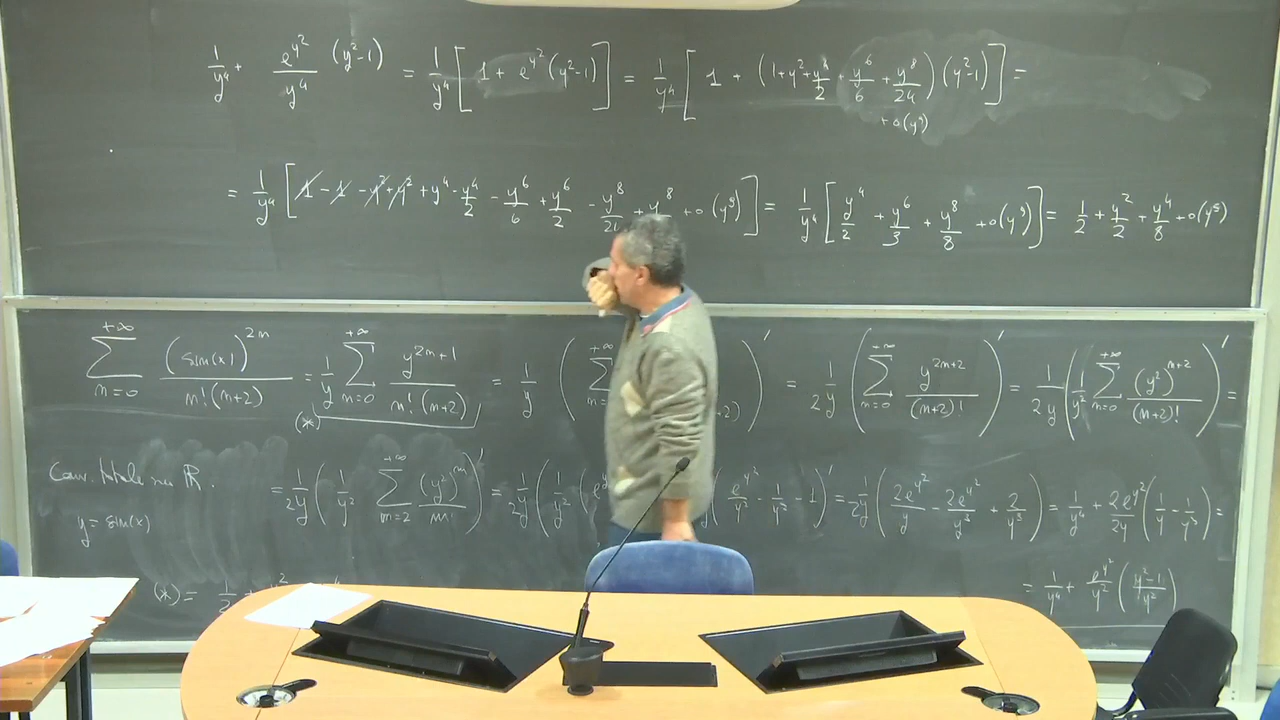 1/y⁴ + e^{y²}/y⁴ (y²-1) = 1/y⁴ [1 + e^{y²}(y²-1)] = 1/y⁴ [1 + (1+y²+y⁴/2+y⁶/6+y⁸/24)(y²-1)] =
+o(y⁹)
= 1/y⁴ [1 - 1 - y² + y² + y⁴ - y⁴/2 - y⁶/6 + y⁶/2 - y⁸/24 + y⁸ + o(y⁹)] = 1/y⁴ [y⁴/2 + y⁶/3 + y⁸/8 + o(y⁹)] = 1/2 + y²/3 + y⁴/8 + o(y⁵)
∑_{n=0}^{+∞} (sin(x))^{2n}/(n!(n+2)) = 1/y ∑_{n=0}^{+∞} y^{2n+1}/(n!(n+2)) = 1/y (∑^{+∞} )' = 1/2y (∑_{n=0}^{+∞} y^{2n+2}/(n+2)!)' = 1/2y (1/y² ∑_{n=0}^{+∞} (y²)^{n+2}/(n+2)!)' =
(*)
Conv. totale su ℝ. = 1/2y (1/y² ∑_{m=2}^{+∞} (y²)^m/m!)' = 1/2y (1/y² (e^{y²}/y² - 1/y² - 1)' = 1/2y (2e^{y²}/y - 2e^{y²}/y³ + 2/y³) = 1/y⁴ + 2e^{y²}/2y (1/y - 1/y³) =
y = sin(x)
(*) = 1/2 + = 1/y⁴ + e^{y²}/y² ((y²-1)/y²)